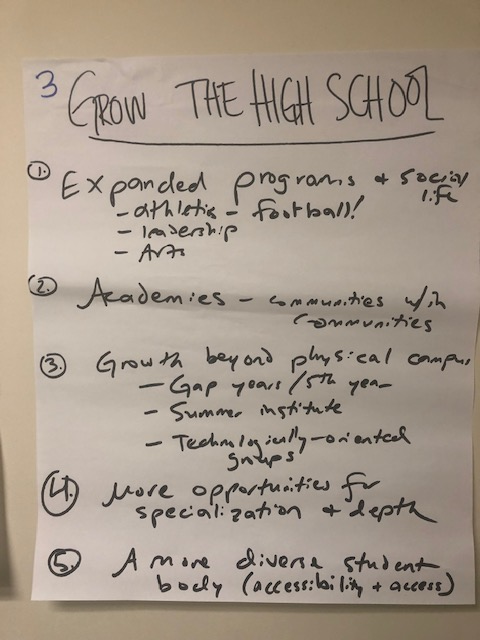 3 GROW THE HIGH SCHOOL
1. Expanded programs + social
life
- athletics - football!
- leadership
- Arts
2. Academies - communities w/in
communities
3. Growth beyond physical campus
- Gap years/5th year
- Summer institute
- Technologically-oriented
groups
4. More opportunities for
specialization + depth
5. A more diverse student
body (accessibility + access)